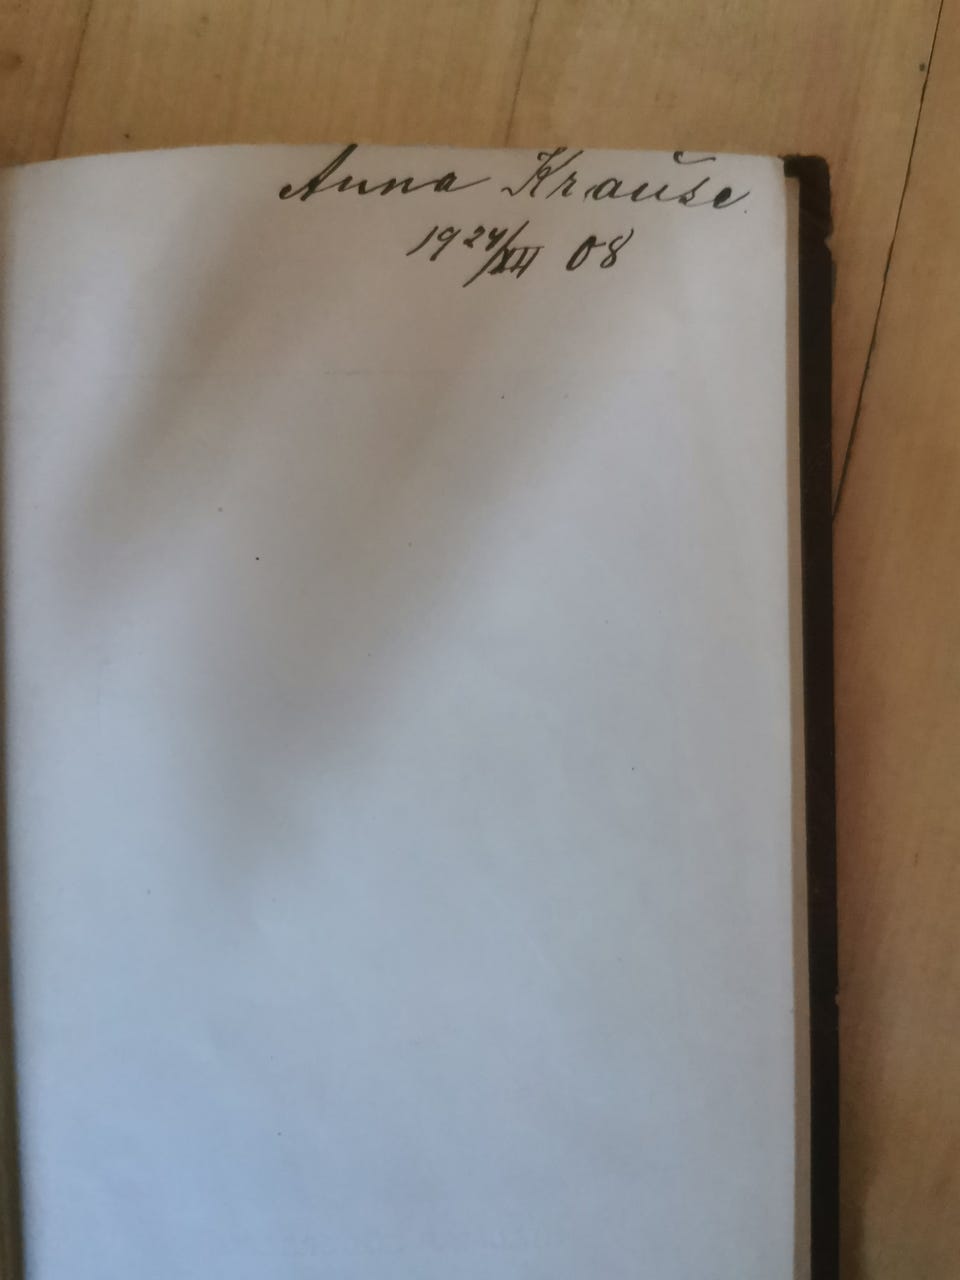 Anna Krause
19 24/XII 08